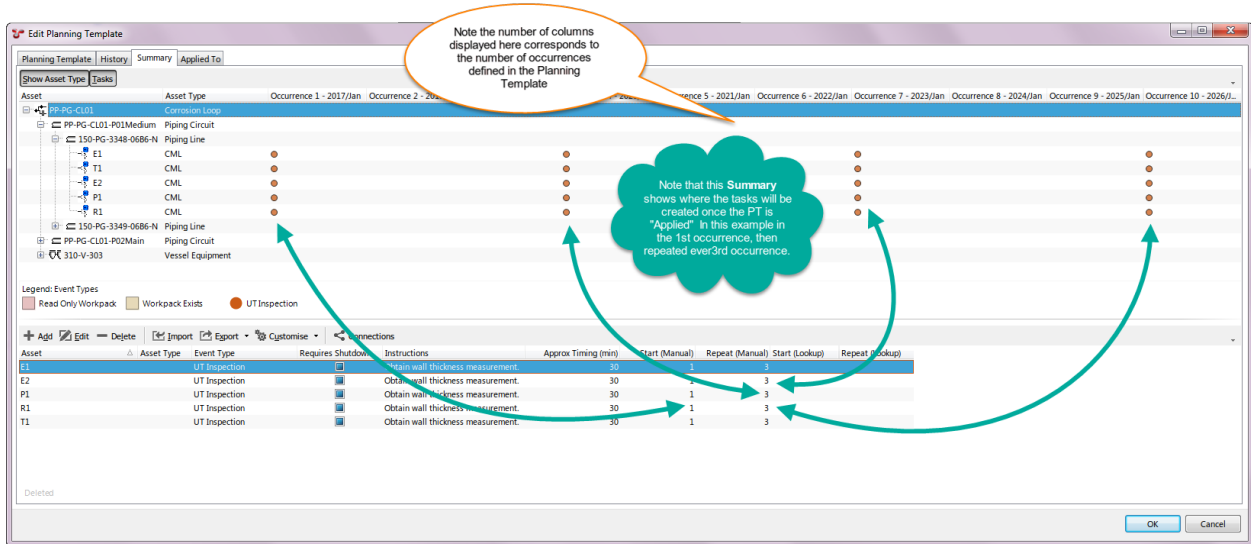 Edit Planning Template
Note the number of columns
displayed here corresponds to
the number of occurrences
defined in the Planning
Template
Planning Template History Summary Applied To
Show Asset Type Tasks
Asset Asset Type Occurrence 1 - 2017/Jan Occurrence 2 - 20 rence 5 - 2021/Jan Occurrence 6 - 2022/Jan Occurrence 7 - 2023/Jan Occurrence 8 - 2024/Jan Occurrence 9 - 2025/Jan Occurrence 10 - 2026/J...
PP-PG-CL01 Corrosion Loop
PP-PG-CL01-P01Medium Piping Circuit
150-PG-3348-06B6-N Piping Line
E1 CML
T1 CML
E2 CML
P1 CML
R1 CML
150-PG-3349-06B6-N Piping Line
PP-PG-CL01-P02Main Piping Circuit
310-V-303 Vessel Equipment
Note that this Summary
shows where the tasks will be
created once the PT is
"Applied" In this example in
the 1st occurrence, then
repeated ever3rd occurrence.
Legend: Event Types
Read Only Workpack Workpack Exists UT Inspection
Add Edit Delete Import Export Customise Connections
Asset Asset Type Event Type Requires Shutdown Instructions Approx Timing (min) Start (Manual) Repeat (Manual) Start (Lookup) Repeat (Lookup)
E1 UT Inspection Obtain wall thickness measurement. 30 1 3
E2 UT Inspection Obtain wall thickness measurement. 30 1 3
P1 UT Inspection Obtain wall thickness measurement. 30 1 3
R1 UT Inspection Obtain wall thickness measurement. 30 1 3
T1 UT Inspection Obtain wall thickness measurement. 30 1 3
Deleted
OK Cancel